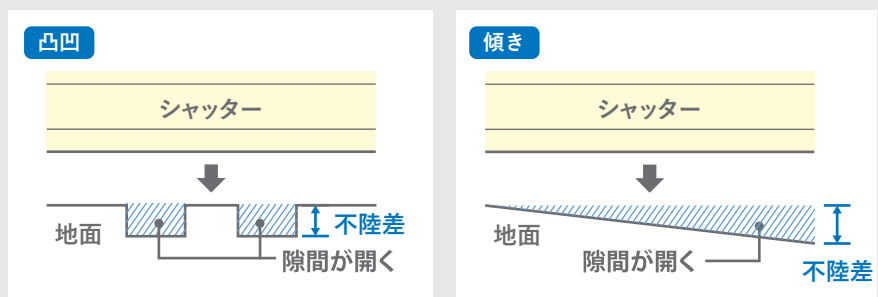 凸凹
シャッター
地面
不陸差
隙間が開く
傾き
シャッター
地面
隙間が開く
不陸差